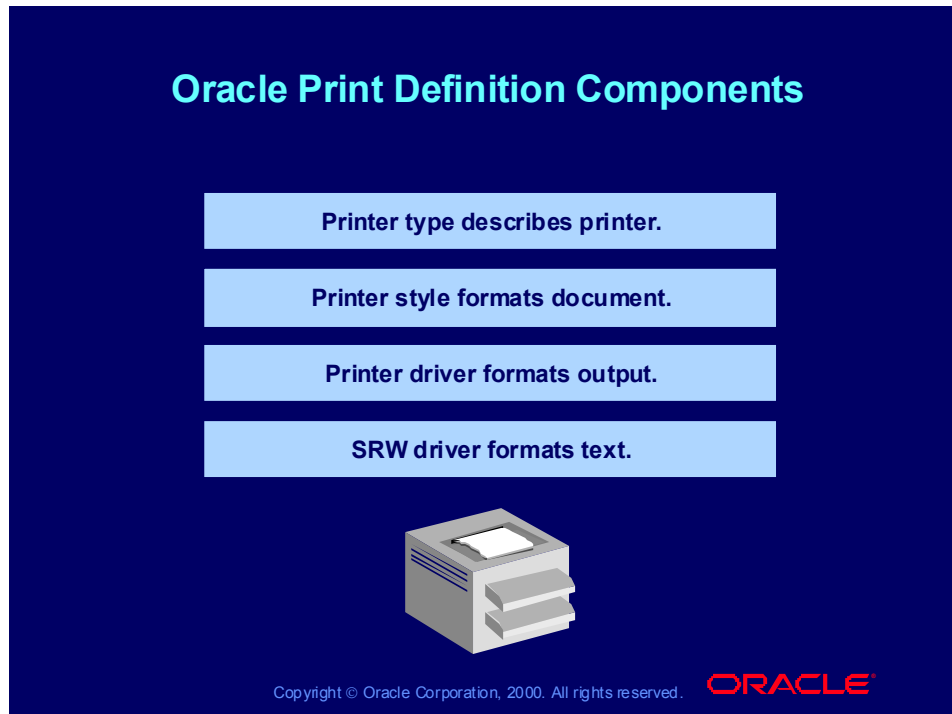 Oracle Print Definition Components
Printer type describes printer.
Printer style formats document.
Printer driver formats output.
SRW driver formats text.
Copyright © Oracle Corporation, 2000. All rights reserved.
ORACLE®